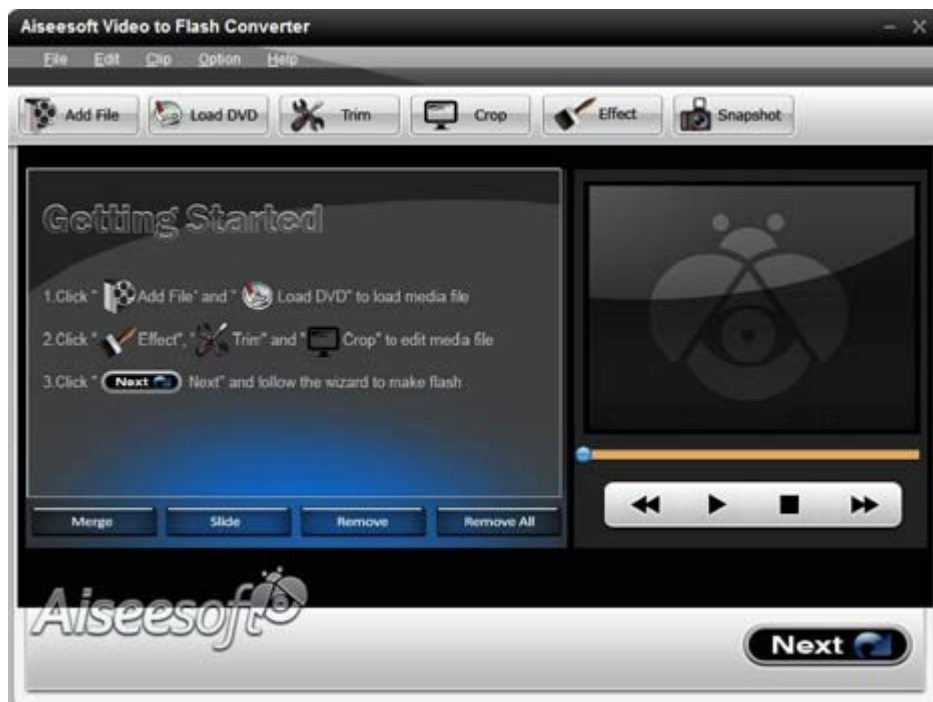 Aiseesoft Video to Flash Converter
File Edit Clip Option Help
Add File Load DVD Trim Crop Effect Snapshot
Getting Started
1.Click " Add File" and " Load DVD" to load media file
2.Click " Effect", " Trim" and " Crop" to edit media file
3.Click " Next Next" and follow the wizard to make flash
Merge Slide Remove Remove All
Aiseesoft
Next